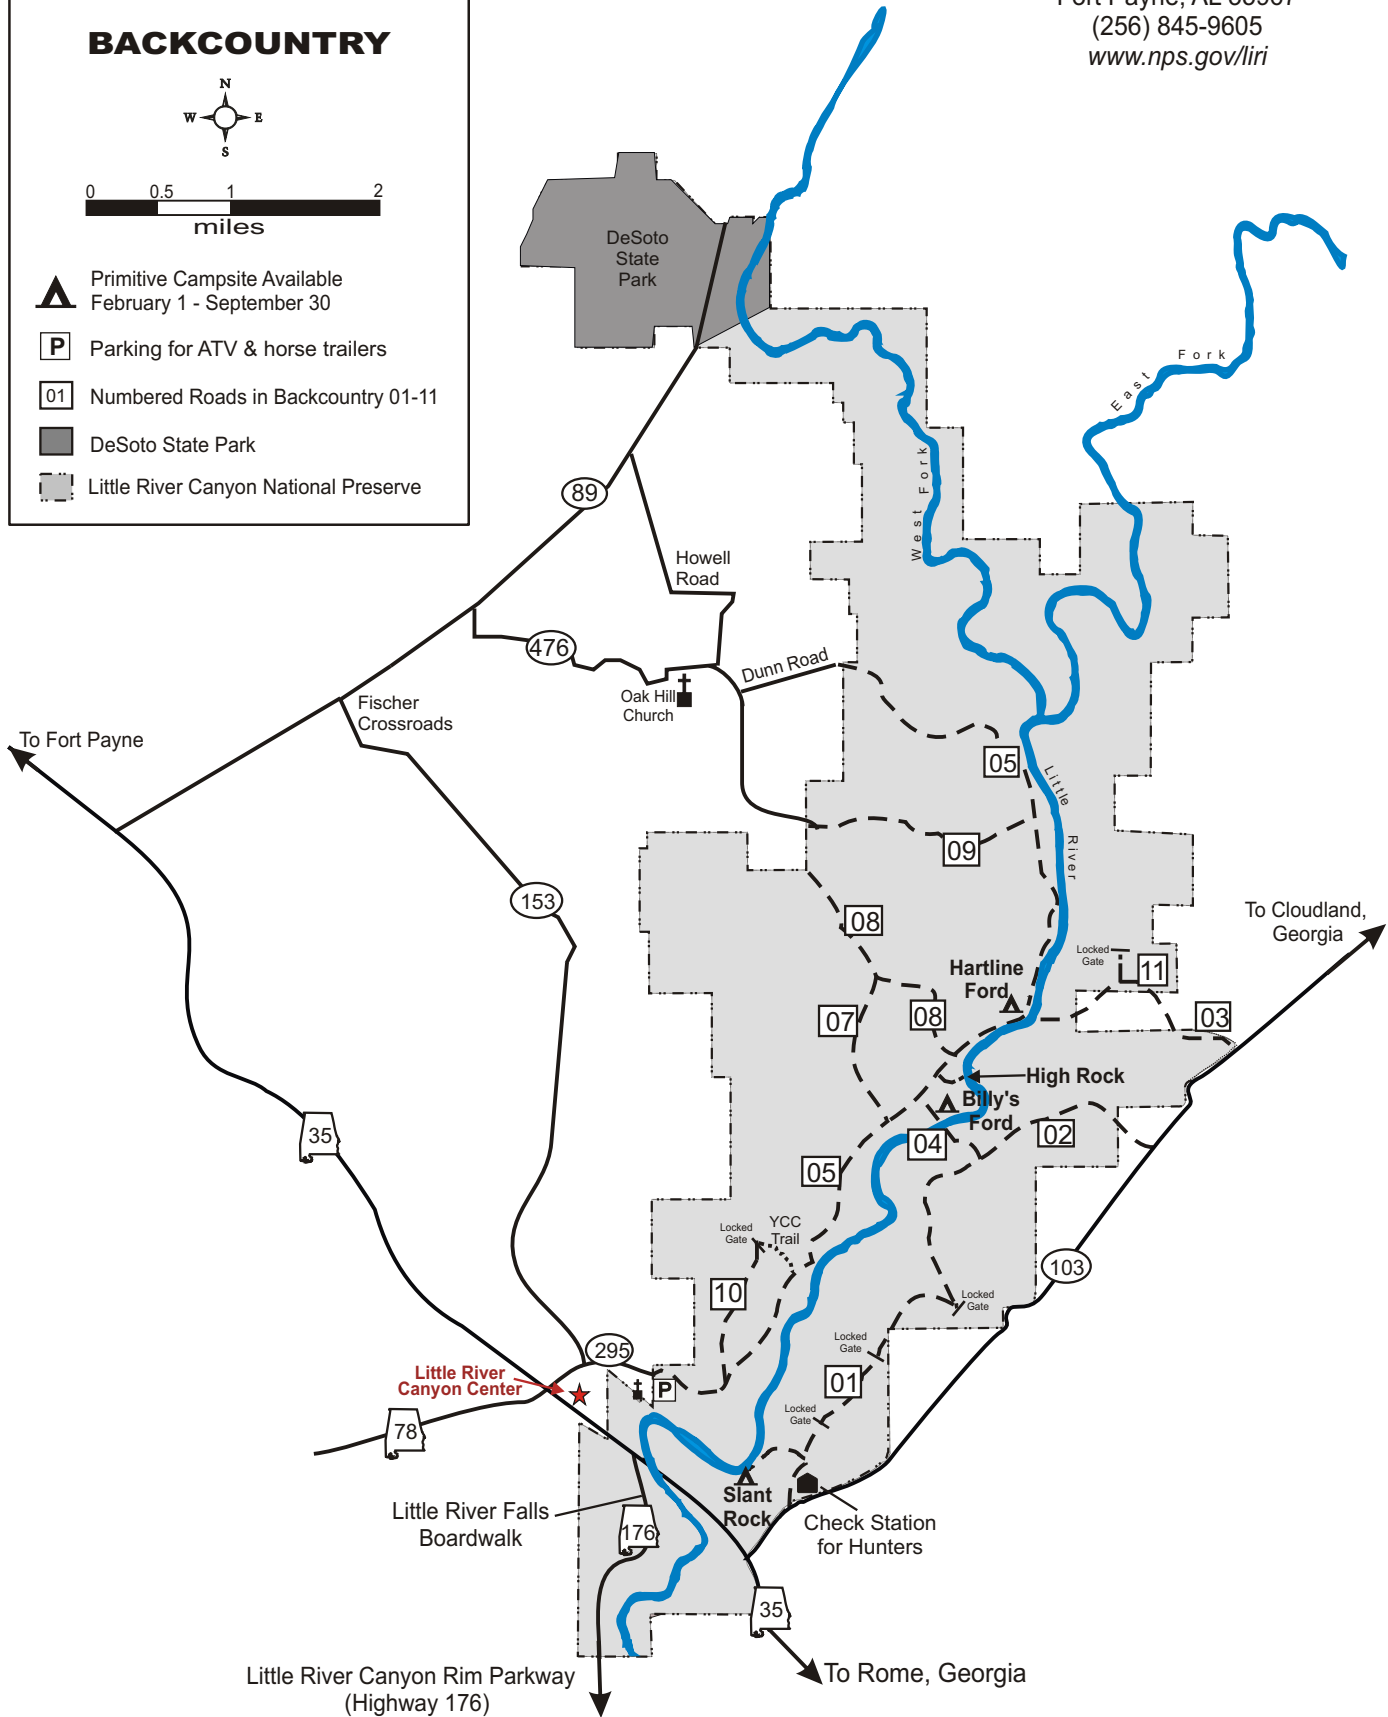 BACKCOUNTRY
N
W
E
S
0
0.5
1
2
miles
Primitive Campsite Available
February 1 - September 30
P
Parking for ATV & horse trailers
01
Numbered Roads in Backcountry 01-11
DeSoto State Park
Little River Canyon National Preserve
(256) 845-9605
www.nps.gov/liri
DeSoto
State
Park
East Fork
West Fork
89
Howell
Road
476
Dunn Road
Oak Hill
Church
Fischer
Crossroads
To Fort Payne
05
Little River
09
153
08
To Cloudland,
Georgia
Locked
Gate
11
Hartline
Ford
07
08
03
High Rock
Billy's
Ford
35
04
02
05
Locked
Gate
YCC
Trail
103
10
Locked
Gate
295
Locked
Gate
Little River
Canyon Center
P
01
Locked
Gate
78
Slant
Rock
Little River Falls
Boardwalk
176
Check Station
for Hunters
35
Little River Canyon Rim Parkway
(Highway 176)
To Rome, Georgia